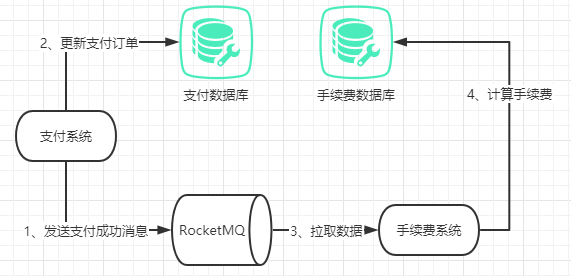 2、更新支付订单
支付数据库
手续费数据库
4、计算手续费
支付系统
1、发送支付成功消息
RocketMQ
3、拉取数据
手续费系统